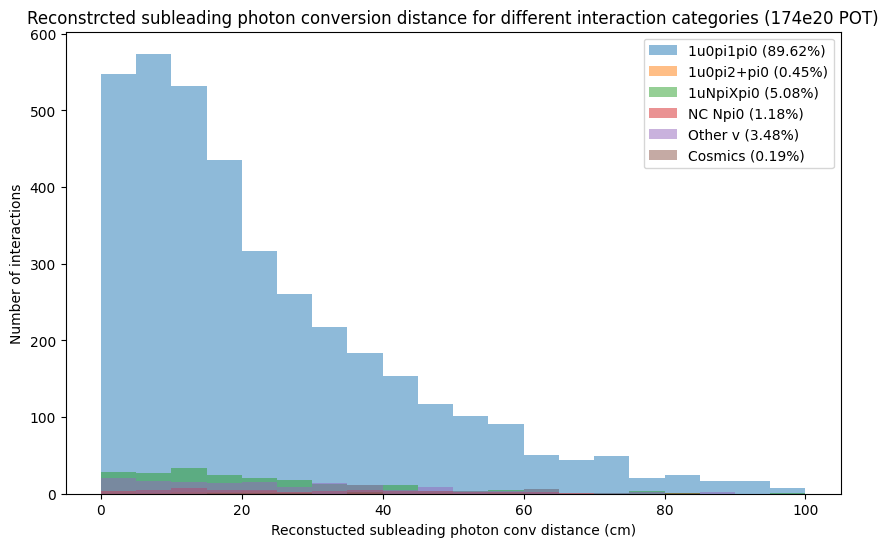 Reconstrcted subleading photon conversion distance for different interaction categories (174e20 POT)
600
500
400
300
200
100
0
Number of interactions
1u0pi1pi0 (89.62%)
1u0pi2+pi0 (0.45%)
1uNpiXpi0 (5.08%)
NC Npi0 (1.18%)
Other v (3.48%)
Cosmics (0.19%)
0
20
40
60
80
100
Reconstucted subleading photon conv distance (cm)